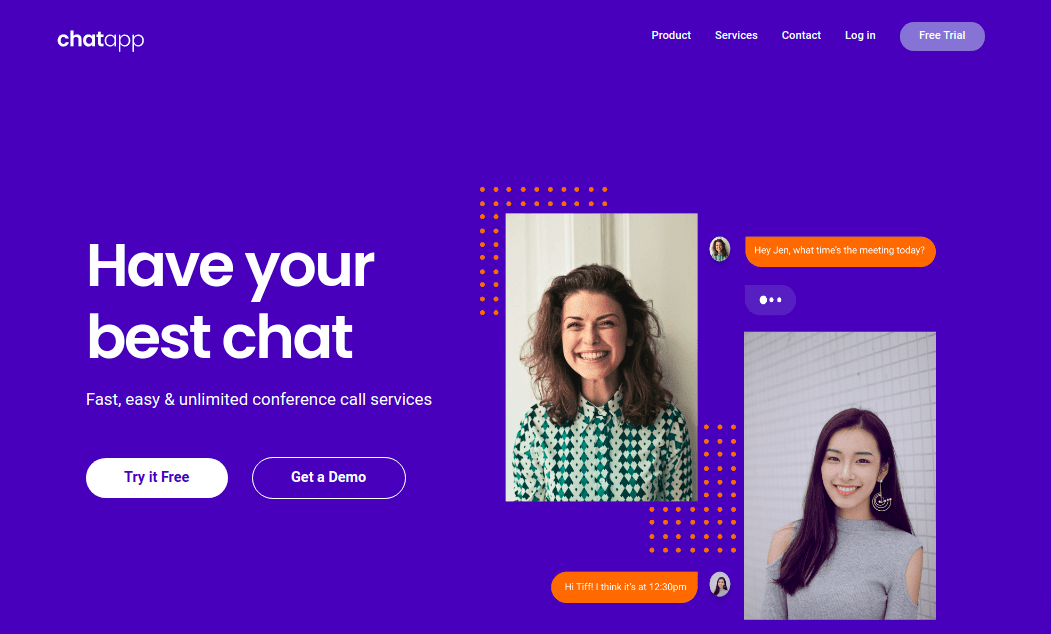 chatapp
Product
Services
Contact
Log in
Free Trial
Have your
best chat
Fast, easy & unlimited conference call services
Try it Free
Get a Demo
Hey Jen, what time's the meeting today?
Hi Tiff! I think it's at 12:30pm